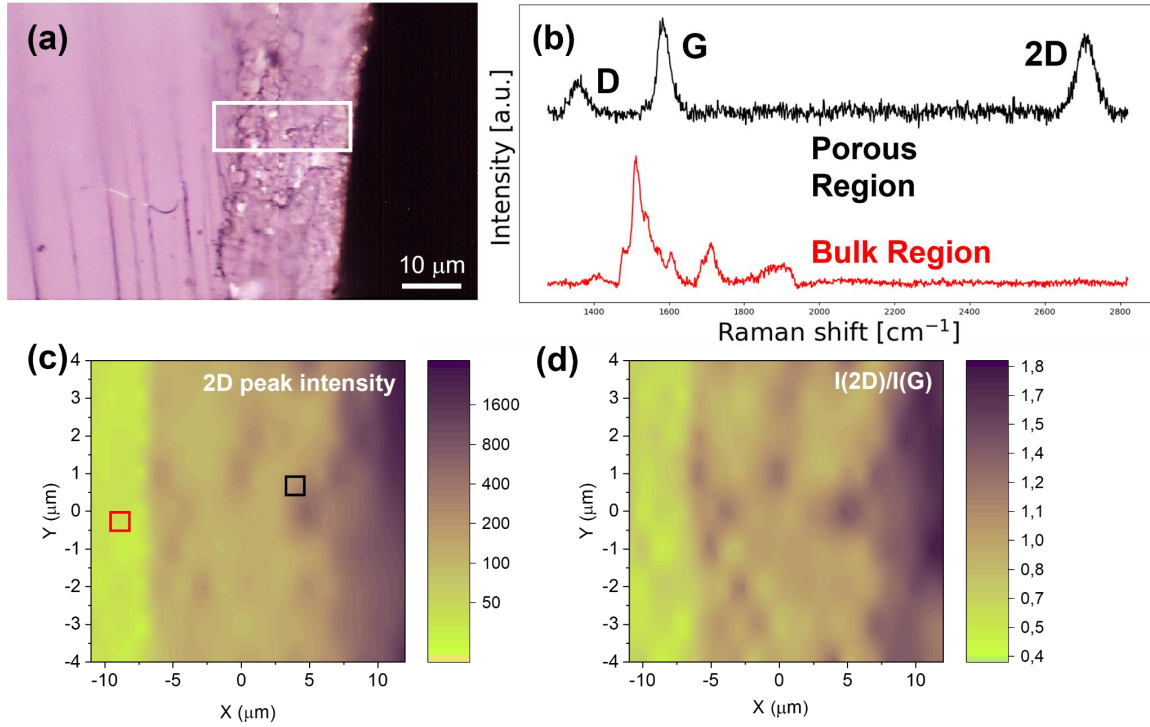 (a)
10 μm
(b)
D
G
2D
Porous
Region
Bulk Region
Intensity [a.u.]
1400 1600 1800 2000 2200 2400 2600 2800
Raman shift [cm⁻¹]
(c)
2D peak intensity
4
3
2
1
0
-1
-2
-3
-4
Y (μm)
-10 -5 0 5 10
X (μm)
1600
800
400
200
100
50
(d)
I(2D)/I(G)
4
3
2
1
0
-1
-2
-3
-4
Y (μm)
-10 -5 0 5 10
X (μm)
1,8
1,7
1,5
1,4
1,2
1,1
1,0
0,8
0,7
0,5
0,4